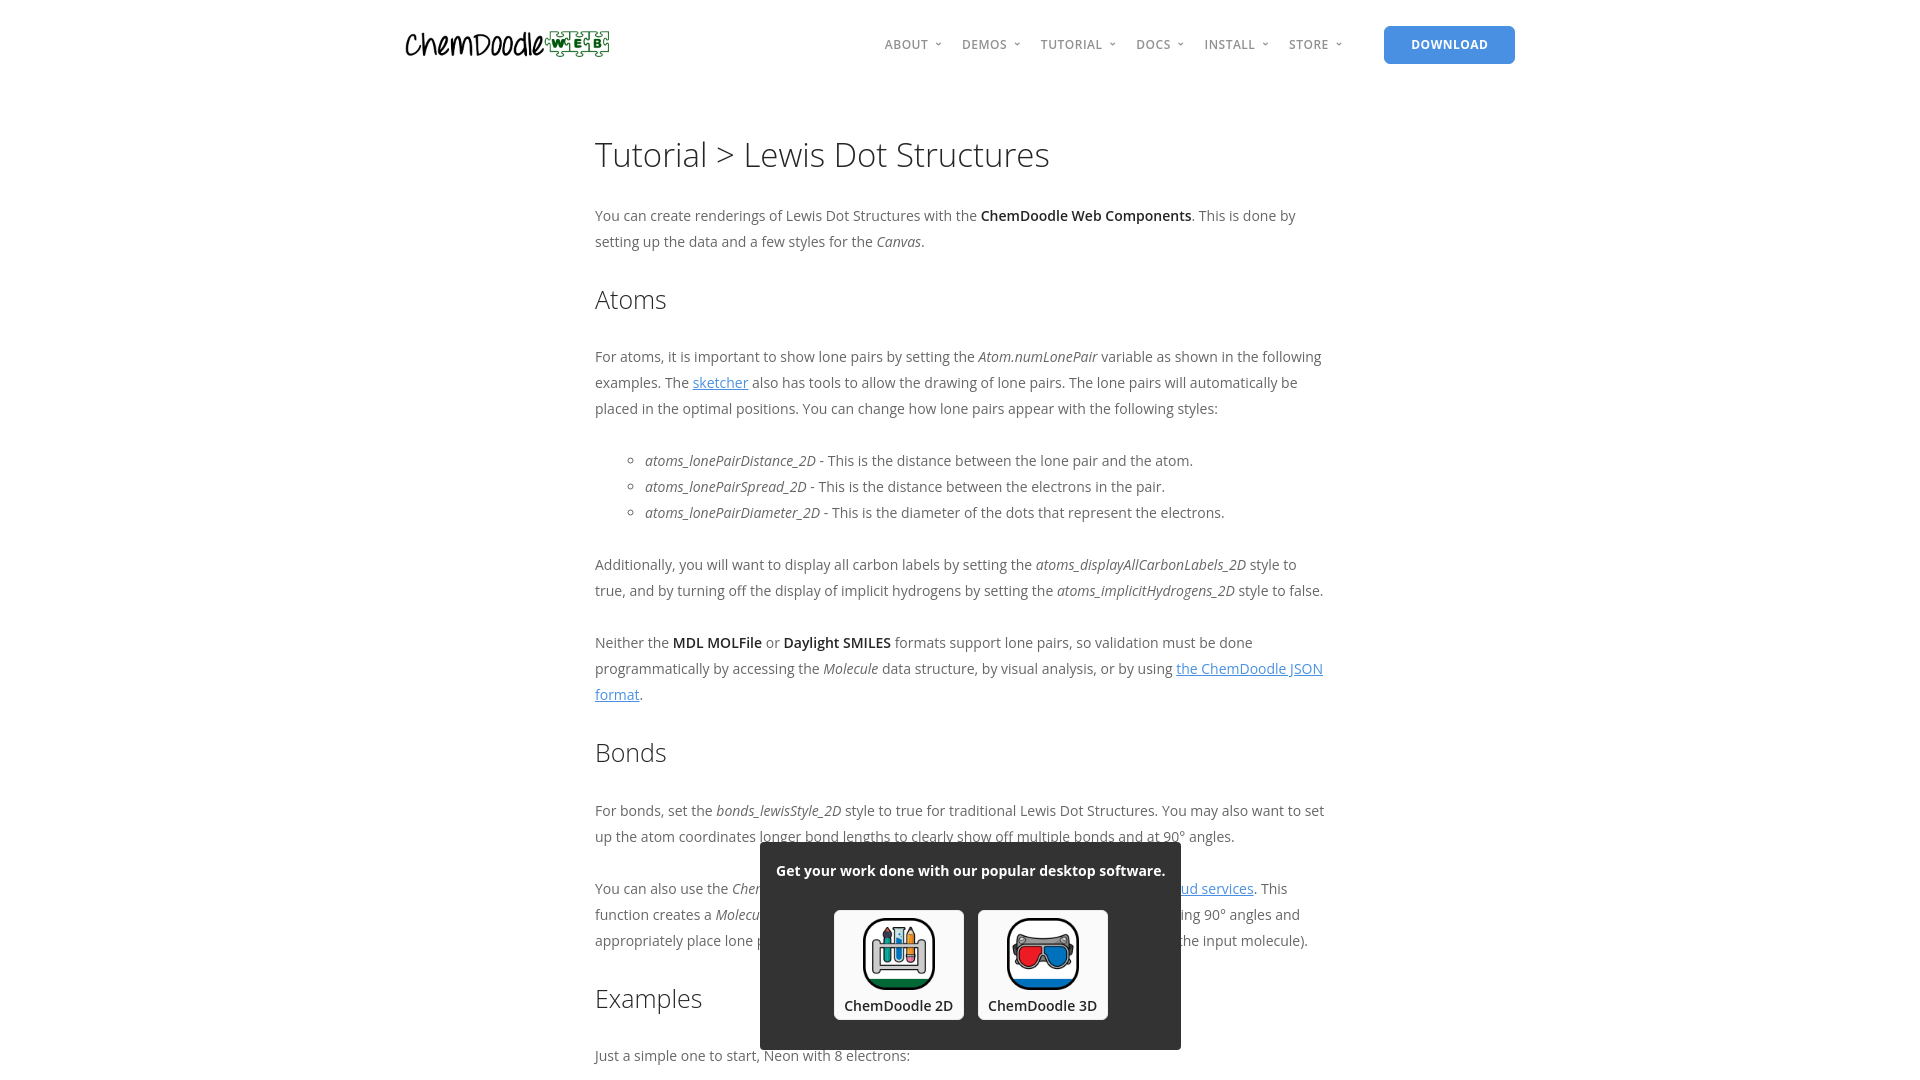 ChemDoodle WEB
ABOUT
DEMOS
TUTORIAL
DOCS
INSTALL
STORE
DOWNLOAD
Tutorial > Lewis Dot Structures
You can create renderings of Lewis Dot Structures with the ChemDoodle Web Components. This is done by
setting up the data and a few styles for the Canvas.
Atoms
For atoms, it is important to show lone pairs by setting the Atom.numLonePair variable as shown in the following
examples. The sketcher also has tools to allow the drawing of lone pairs. The lone pairs will automatically be
placed in the optimal positions. You can change how lone pairs appear with the following styles:
atoms_lonePairDistance_2D - This is the distance between the lone pair and the atom.
atoms_lonePairSpread_2D - This is the distance between the electrons in the pair.
atoms_lonePairDiameter_2D - This is the diameter of the dots that represent the electrons.
Additionally, you will want to display all carbon labels by setting the atoms_displayAllCarbonLabels_2D style to
true, and by turning off the display of implicit hydrogens by setting the atoms_implicitHydrogens_2D style to false.
Neither the MDL MOLFile or Daylight SMILES formats support lone pairs, so validation must be done
programmatically by accessing the Molecule data structure, by visual analysis, or by using the ChemDoodle JSON
format.
Bonds
For bonds, set the bonds_lewisStyle_2D style to true for traditional Lewis Dot Structures. You may also want to set
up the atom coordinates longer bond lengths to clearly show off multiple bonds and at 90° angles.
You can also use the services. This
function creates a 90° angles and
appropriately place lone the input molecule).
Get your work done with our popular desktop software.
ChemDoodle 2D
ChemDoodle 3D
Examples
Just a simple one to start, Neon with 8 electrons: